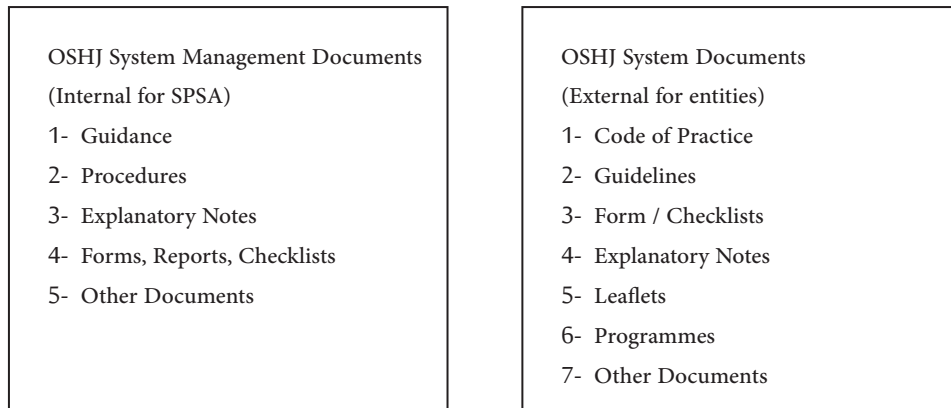 OSHJ System Management Documents
(Internal for SPSA)
1- Guidance
2- Procedures
3- Explanatory Notes
4- Forms, Reports, Checklists
5- Other Documents
OSHJ System Documents
(External for entities)
1- Code of Practice
2- Guidelines
3- Form / Checklists
4- Explanatory Notes
5- Leaflets
6- Programmes
7- Other Documents